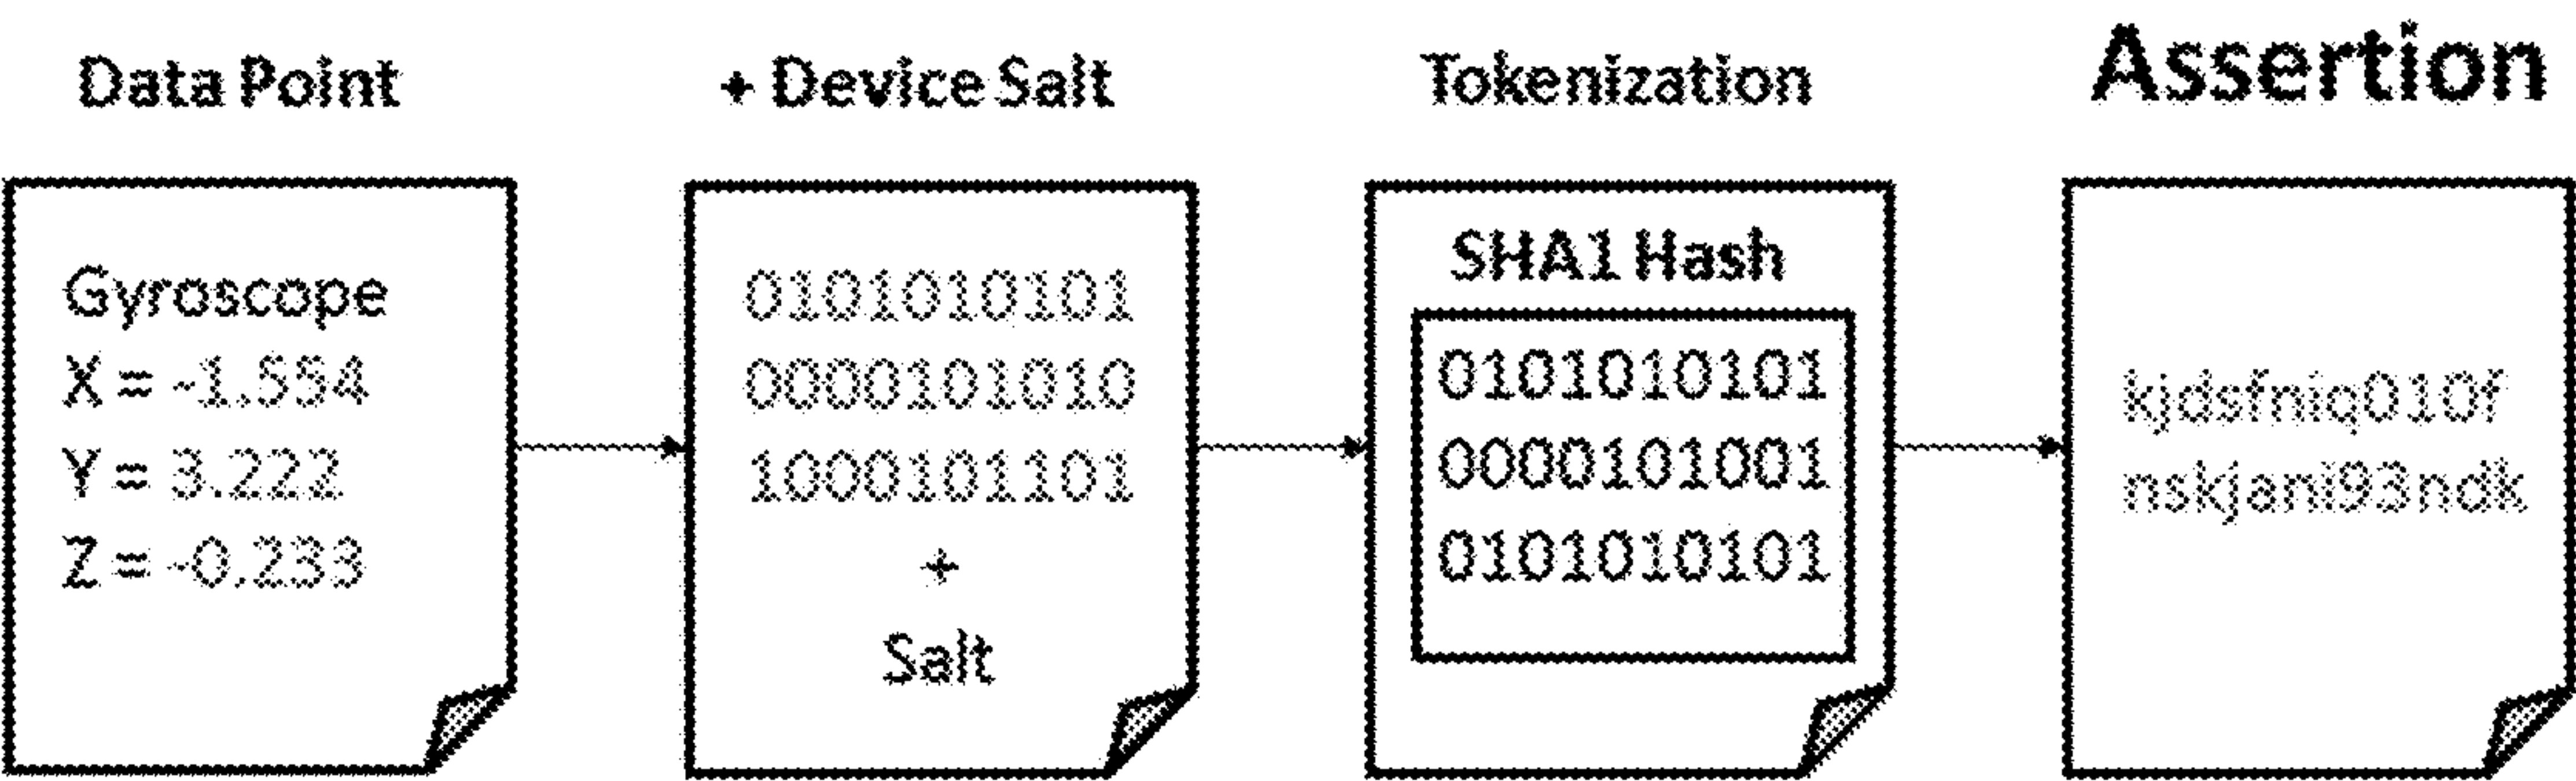 Data Point
Gyroscope
X = -1.554
Y = 3.222
Z = -0.233
+ Device Salt
0101010101
0000101010
1000101101
+
Salt
Tokenization
SHA1 Hash
0101010101
0000101001
0101010101
Assertion
kjdsfniq010f
nskjani93ndk